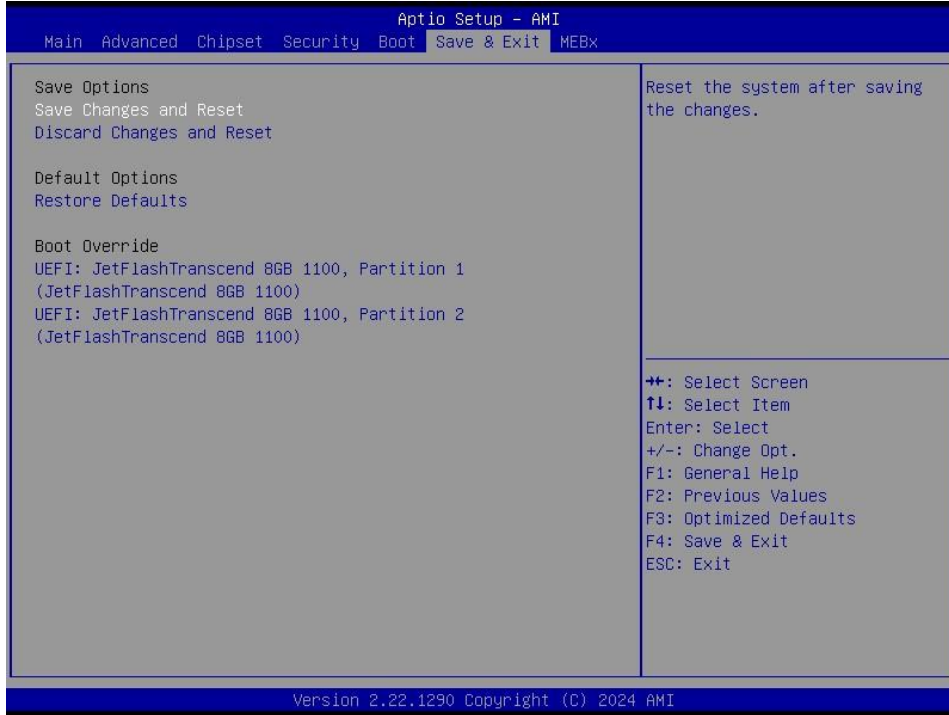 Aptio Setup - AMI
Main Advanced Chipset Security Boot Save & Exit MEBx
Save Options
Save Changes and Reset
Discard Changes and Reset
Default Options
Restore Defaults
Boot Override
UEFI: JetFlashTranscend 8GB 1100, Partition 1
(JetFlashTranscend 8GB 1100)
UEFI: JetFlashTranscend 8GB 1100, Partition 2
(JetFlashTranscend 8GB 1100)
Reset the system after saving
the changes.
→←: Select Screen
↑↓: Select Item
Enter: Select
+/-: Change Opt.
F1: General Help
F2: Previous Values
F3: Optimized Defaults
F4: Save & Exit
ESC: Exit
Version 2.22.1290 Copyright (C) 2024 AMI